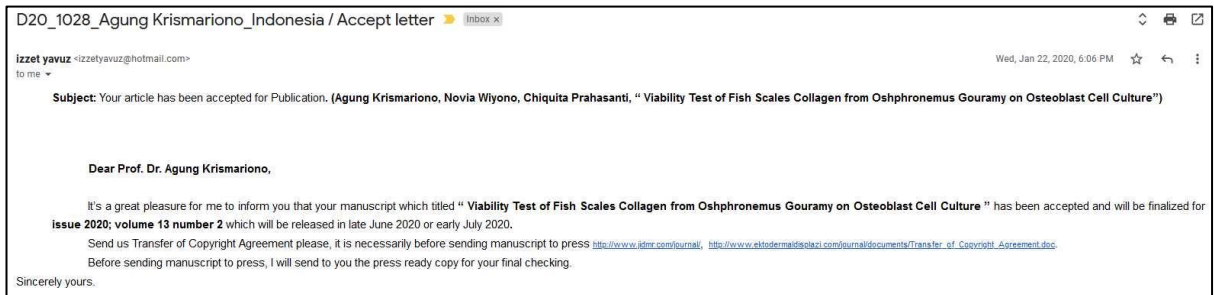 D20_1028_Agung Krismariono_Indonesia / Accept letter Inbox x
izzet yavuz <izzetyavuz@hotmail.com> Wed, Jan 22, 2020, 6:06 PM
to me
Subject: Your article has been accepted for Publication. (Agung Krismariono, Novia Wiyono, Chiquita Prahasanti, “ Viability Test of Fish Scales Collagen from Oshphronemus Gouramy on Osteoblast Cell Culture”)
Dear Prof. Dr. Agung Krismariono,
It's a great pleasure for me to inform you that your manuscript which titled “ Viability Test of Fish Scales Collagen from Oshphronemus Gouramy on Osteoblast Cell Culture ” has been accepted and will be finalized for
issue 2020; volume 13 number 2 which will be released in late June 2020 or early July 2020.
Send us Transfer of Copyright Agreement please, it is necessarily before sending manuscript to press http://www.jidmr.com/journal/, http://www.ektodermaldisplazi.com/journal/documents/Transfer_of_Copyright_Agreement.doc.
Before sending manuscript to press, I will send to you the press ready copy for your final checking.
Sincerely yours.